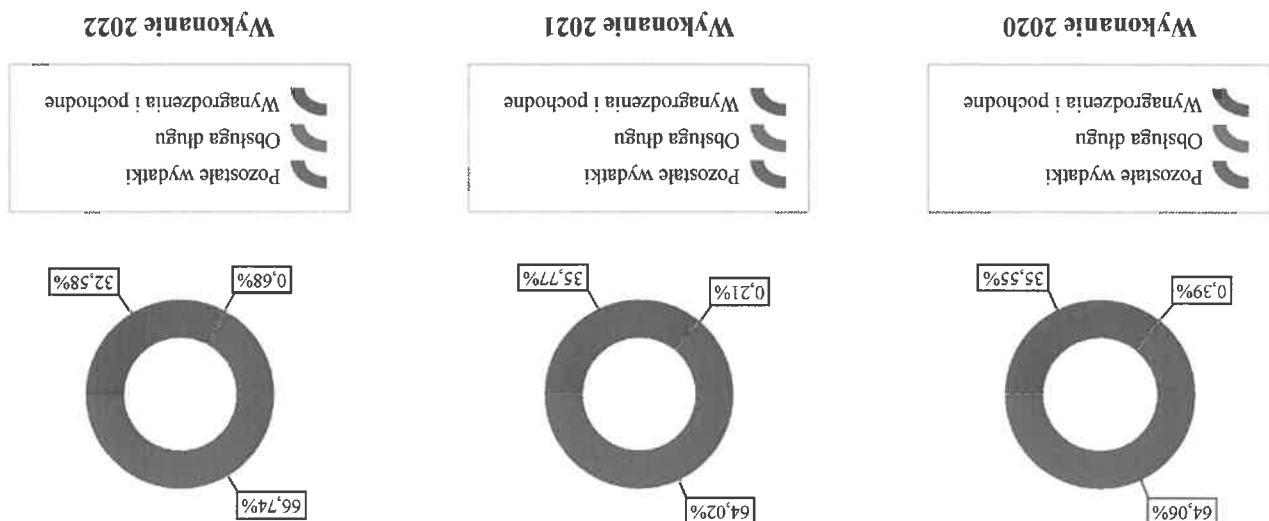 64,06%
0,39%
35,55%
Pozostałe wydatki
Obsługa długu
Wynagrodzenia i pochodne
Wykonanie 2020
64,02%
0,21%
35,77%
Pozostałe wydatki
Obsługa długu
Wynagrodzenia i pochodne
Wykonanie 2021
66,74%
0,68%
32,58%
Pozostałe wydatki
Obsługa długu
Wynagrodzenia i pochodne
Wykonanie 2022